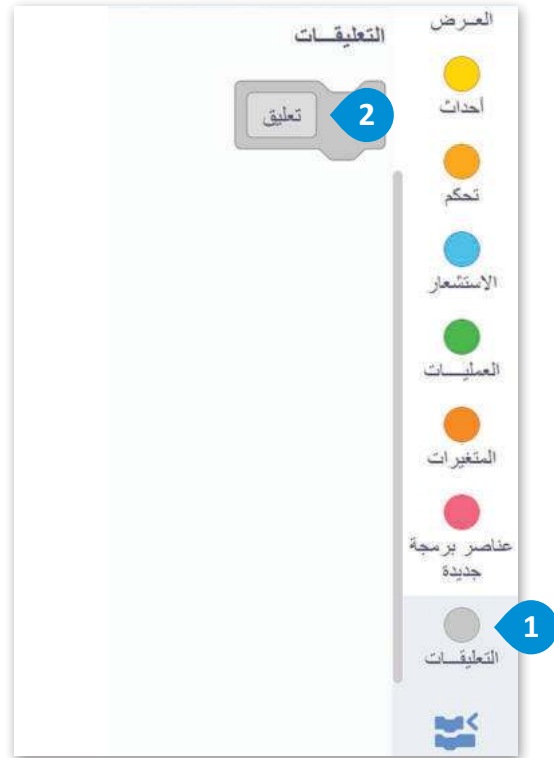 العرض
أحداث
تحكم
الاستشعار
العمليات
المتغيرات
عناصر برمجة
جديدة
1
التعليقات
التعليقات
2
تعليق